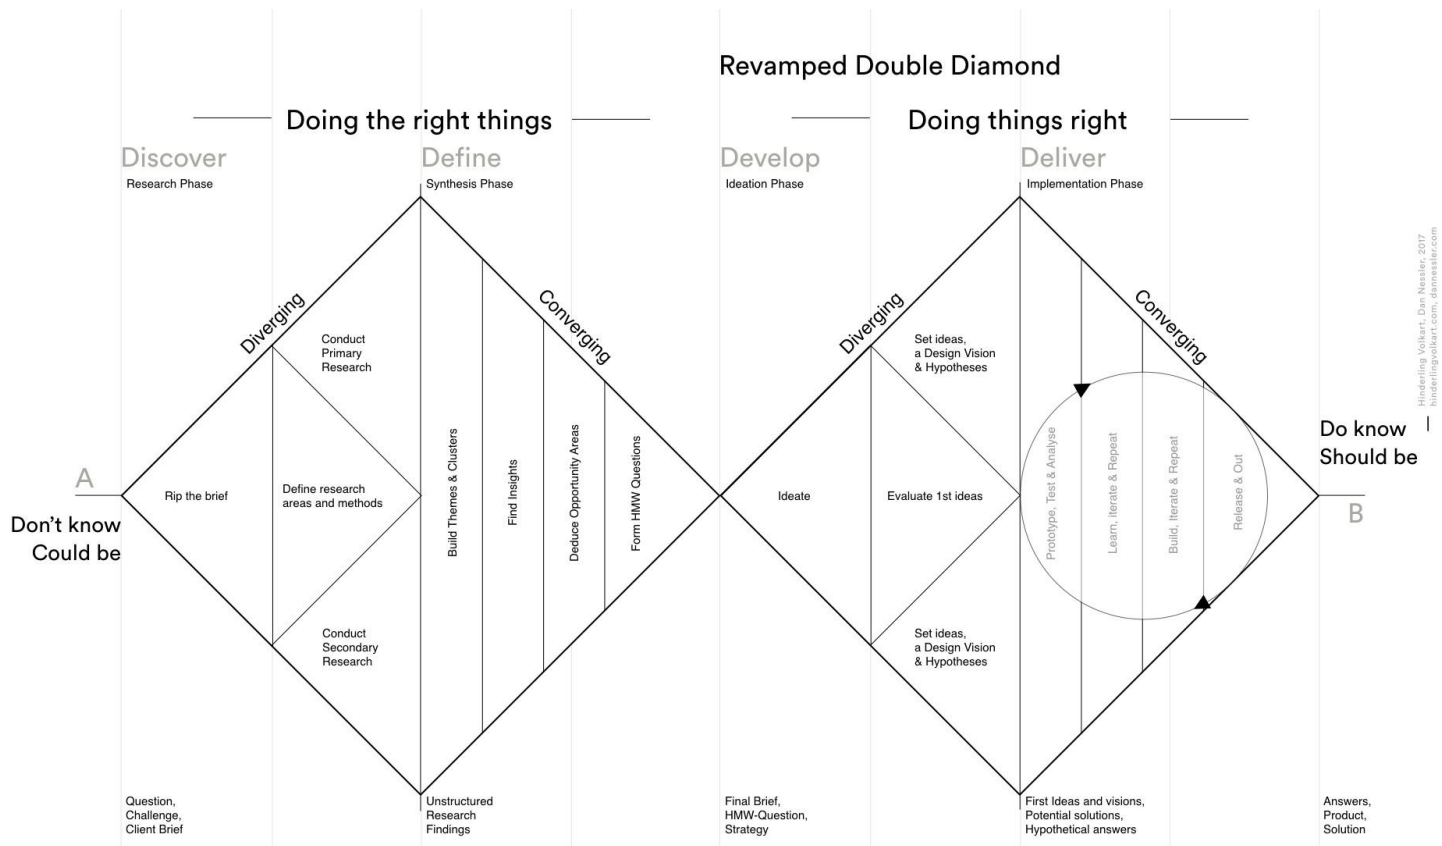 Revamped Double Diamond
Doing the right things
Doing things right
Discover
Research Phase
Define
Synthesis Phase
Develop
Ideation Phase
Deliver
Implementation Phase
A
Don’t know
Could be
Diverging
Rip the brief
Conduct
Primary
Research
Define research
areas and methods
Conduct
Secondary
Research
Converging
Build Themes & Clusters
Find Insights
Deduce Opportunity Areas
Form HMW Questions
Diverging
Ideate
Set ideas,
a Design Vision
& Hypotheses
Evaluate 1st ideas
Set ideas,
a Design Vision
& Hypotheses
Converging
Prototype, Test & Analyse
Learn, iterate & Repeat
Build, Iterate & Repeat
Release & Out
Do know
Should be
B
Hinderling Volkart, Dan Nessler, 2017
hinderlingvolkart.com, dannessler.com
Question,
Challenge,
Client Brief
Unstructured
Research
Findings
Final Brief,
HMW-Question,
Strategy
First Ideas and visions,
Potential solutions,
Hypothetical answers
Answers,
Product,
Solution